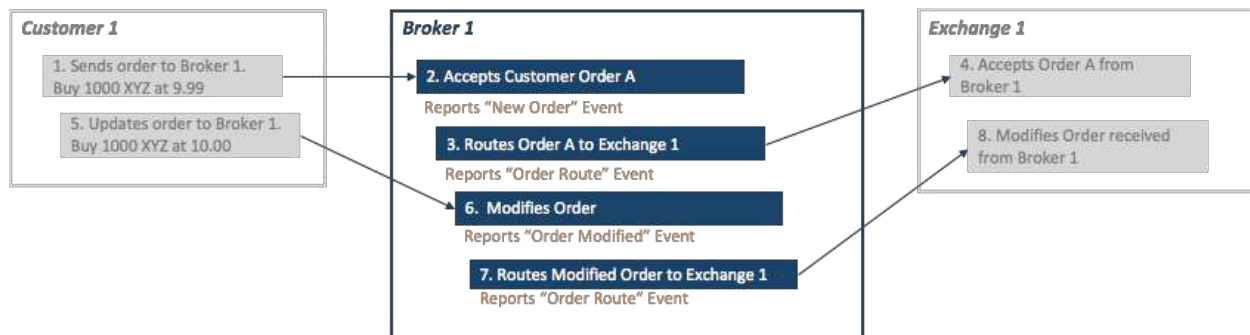 Customer 1
1. Sends order to Broker 1.
Buy 1000 XYZ at 9.99
5. Updates order to Broker 1.
Buy 1000 XYZ at 10.00
Broker 1
2. Accepts Customer Order A
Reports “New Order” Event
3. Routes Order A to Exchange 1
Reports “Order Route” Event
6. Modifies Order
Reports “Order Modified” Event
7. Routes Modified Order to Exchange 1
Reports “Order Route” Event
Exchange 1
4. Accepts Order A from
Broker 1
8. Modifies Order received
from Broker 1